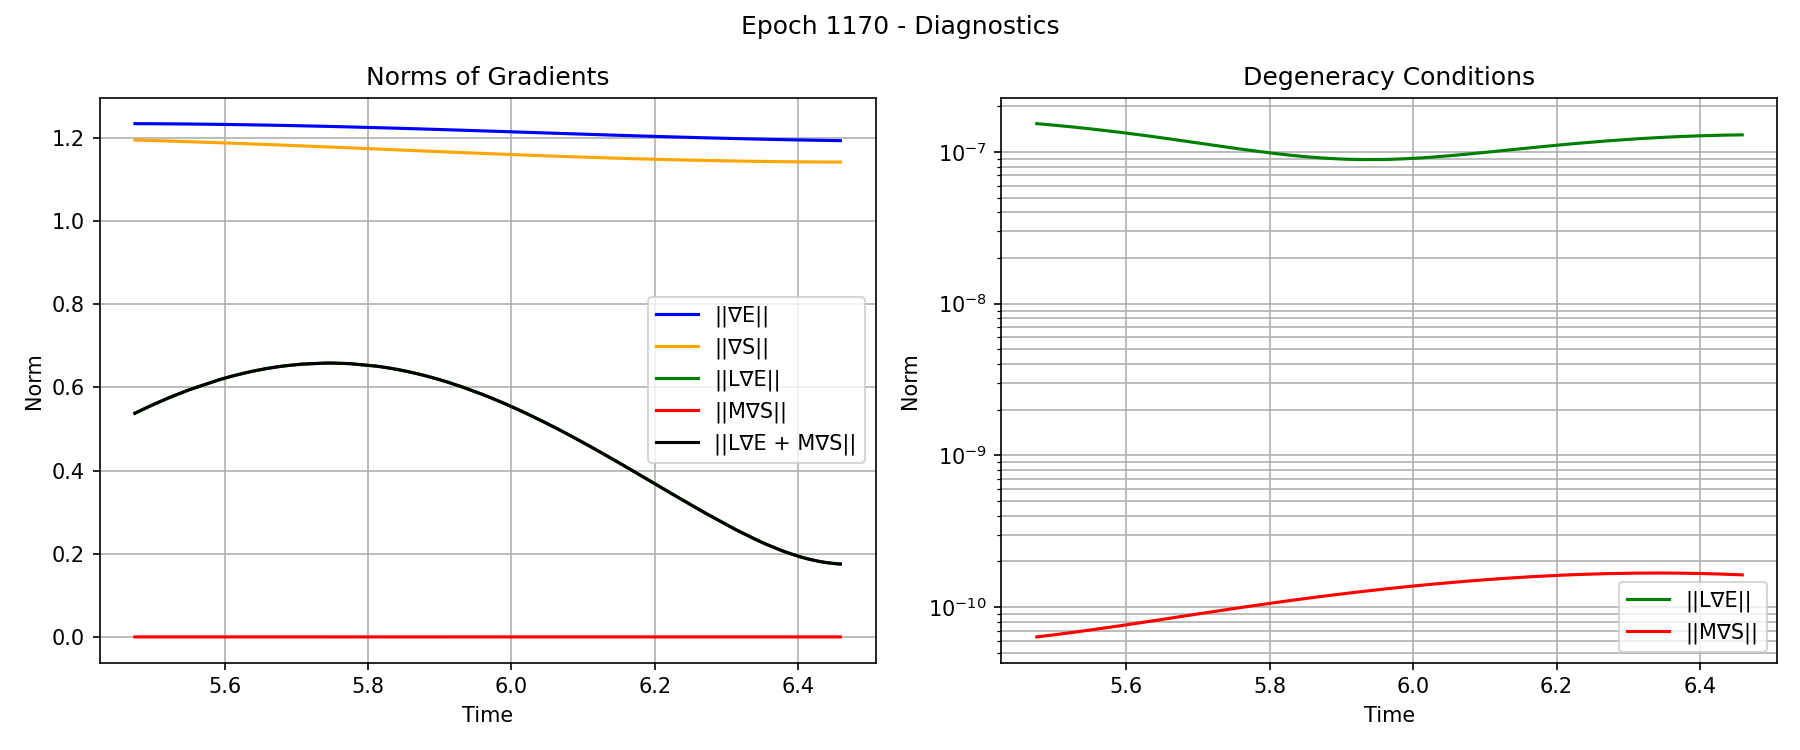 Epoch 1170 - Diagnostics
Norms of Gradients
Norm
1.2
1.0
0.8
0.6
0.4
0.2
0.0
||∇E||
||∇S||
||L∇E||
||M∇S||
||L∇E + M∇S||
5.6
5.8
6.0
6.2
6.4
Time
Degeneracy Conditions
Norm
10⁻⁷
10⁻⁸
10⁻⁹
10⁻¹⁰
||L∇E||
||M∇S||
5.6
5.8
6.0
6.2
6.4
Time